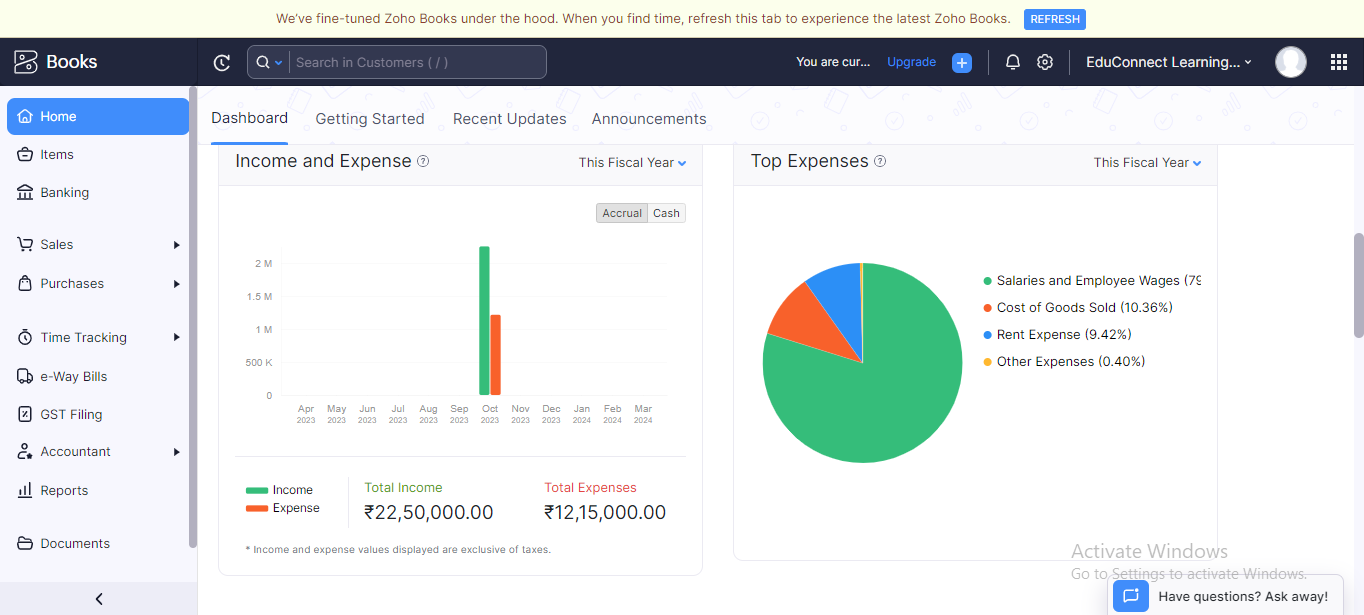 We've fine-tuned Zoho Books under the hood. When you find time, refresh this tab to experience the latest Zoho Books. REFRESH
Books
Search in Customers ( / )
You are cur... Upgrade
EduConnect Learning...
Home
Items
Banking
Sales
Purchases
Time Tracking
e-Way Bills
GST Filing
Accountant
Reports
Documents
Dashboard Getting Started Recent Updates Announcements
Income and Expense
This Fiscal Year
Accrual Cash
2 M
1.5 M
1 M
500 K
0
Apr May Jun Jul Aug Sep Oct Nov Dec Jan Feb Mar
2023 2023 2023 2023 2023 2023 2023 2023 2023 2024 2024 2024
Income
Expense
Total Income
₹22,50,000.00
Total Expenses
₹12,15,000.00
* Income and expense values displayed are exclusive of taxes.
Top Expenses
This Fiscal Year
Salaries and Employee Wages (79
Cost of Goods Sold (10.36%)
Rent Expense (9.42%)
Other Expenses (0.40%)
Activate Windows
Go to Settings to activate Windows.
Have questions? Ask away!